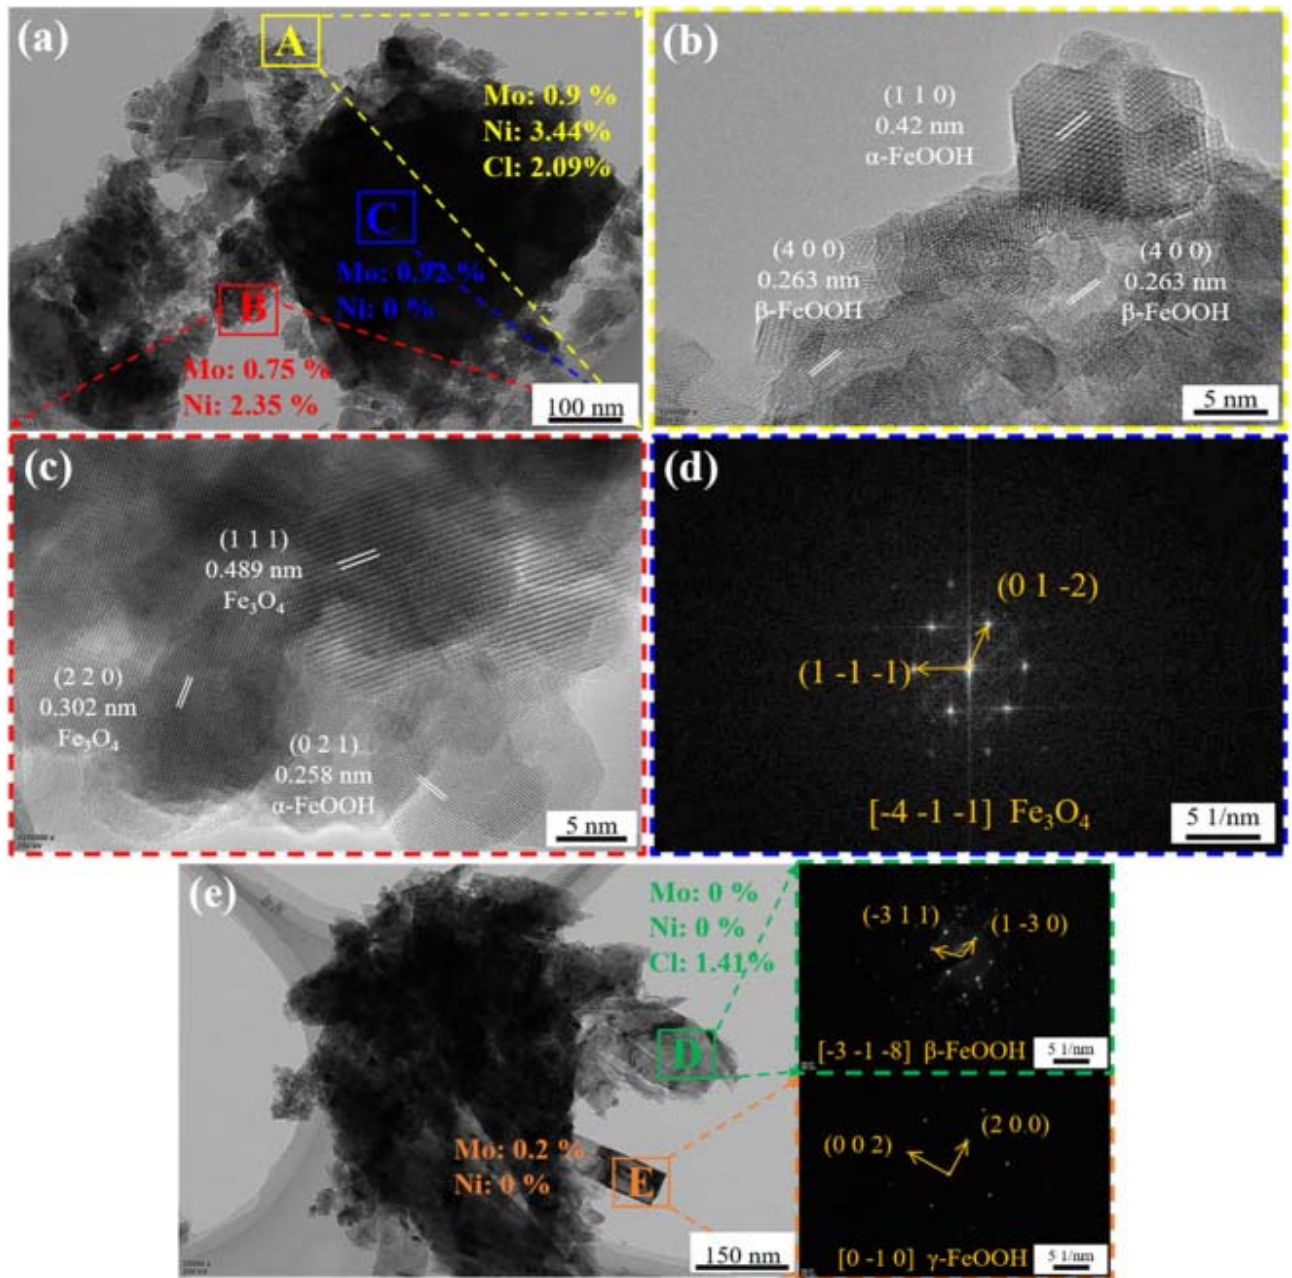 (a)
A
Mo: 0.9 %
Ni: 3.44%
Cl: 2.09%
C
Mo: 0.92 %
Ni: 0 %
B
Mo: 0.75 %
Ni: 2.35 %
100 nm
(b)
(1 1 0)
0.42 nm
α-FeOOH
(4 0 0)
0.263 nm
β-FeOOH
(4 0 0)
0.263 nm
β-FeOOH
5 nm
(c)
(1 1 1)
0.489 nm
Fe₃O₄
(2 2 0)
0.302 nm
Fe₃O₄
(0 2 1)
0.258 nm
α-FeOOH
5 nm
(d)
(0 1 -2)
(1 -1 -1)
[-4 -1 -1] Fe₃O₄
5 1/nm
(e)
Mo: 0 %
Ni: 0 %
Cl: 1.41%
D
Mo: 0.2 %
Ni: 0 %
E
150 nm
(-3 1 1)
(1 -3 0)
[-3 -1 -8] β-FeOOH
5 1/nm
(0 0 2)
(2 0 0)
[0 -1 0] γ-FeOOH
5 1/nm